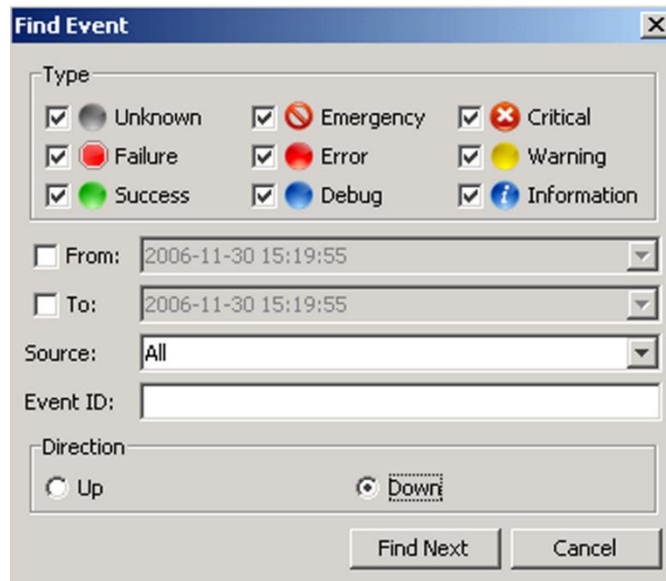 Find Event
Type
Unknown Emergency Critical
Failure Error Warning
Success Debug Information
From: 2006-11-30 15:19:55
To: 2006-11-30 15:19:55
Source: All
Event ID:
Direction
Up Down
Find Next Cancel